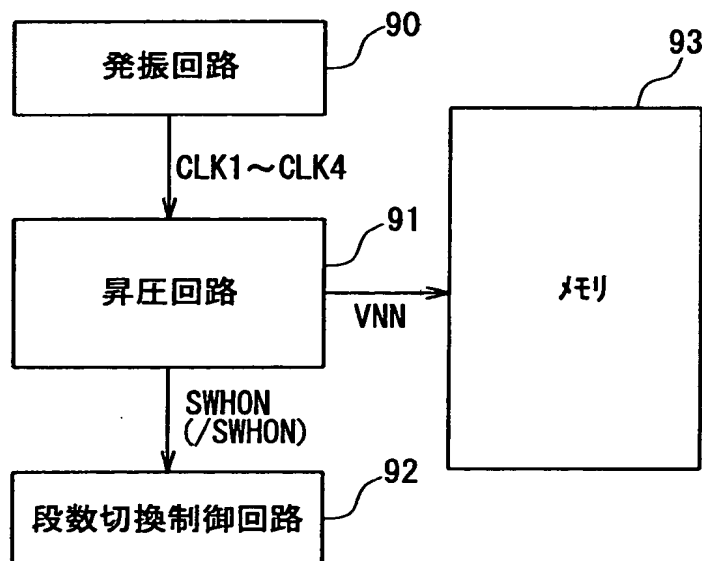 90
発振回路
93
CLK1～CLK4
91
昇圧回路
VNN
ﾒﾓﾘ
SWHON
(/SWHON)
92
段数切換制御回路